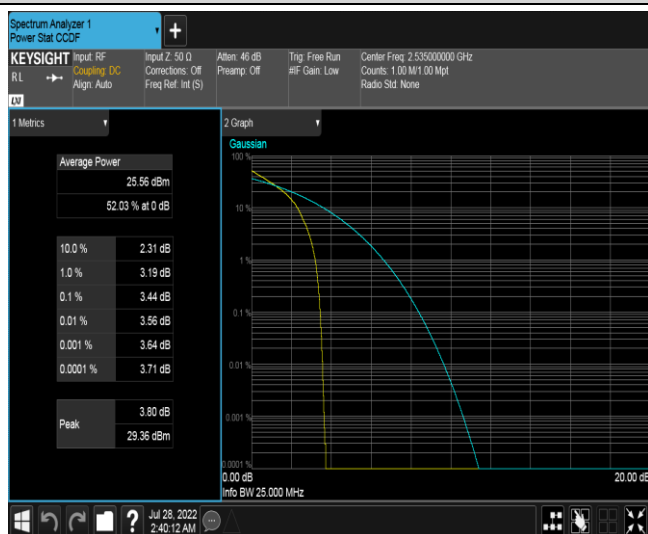 Spectrum Analyzer 1
Power Stat CCDF
+
KEYSIGHT
RL
LXI
Input: RF
Coupling: DC
Align: Auto
Input Z: 50 Ω
Corrections: Off
Freq Ref: Int (S)
Atten: 46 dB
Preamp: Off
Trig: Free Run
#IF Gain: Low
Center Freq: 2.535000000 GHz
Counts: 1.00 M/1.00 Mpt
Radio Std: None
1 Metrics
Average Power
25.56 dBm
52.03 % at 0 dB
10.0 % 2.31 dB
1.0 % 3.19 dB
0.1 % 3.44 dB
0.01 % 3.56 dB
0.001 % 3.64 dB
0.0001 % 3.71 dB
Peak
3.80 dB
29.36 dBm
2 Graph
Gaussian
100 %
10 %
1 %
0.1 %
0.01 %
0.001 %
0.0001 %
0.00 dB
20.00 dB
Info BW 25.000 MHz
?
Jul 28, 2022
2:40:12 AM